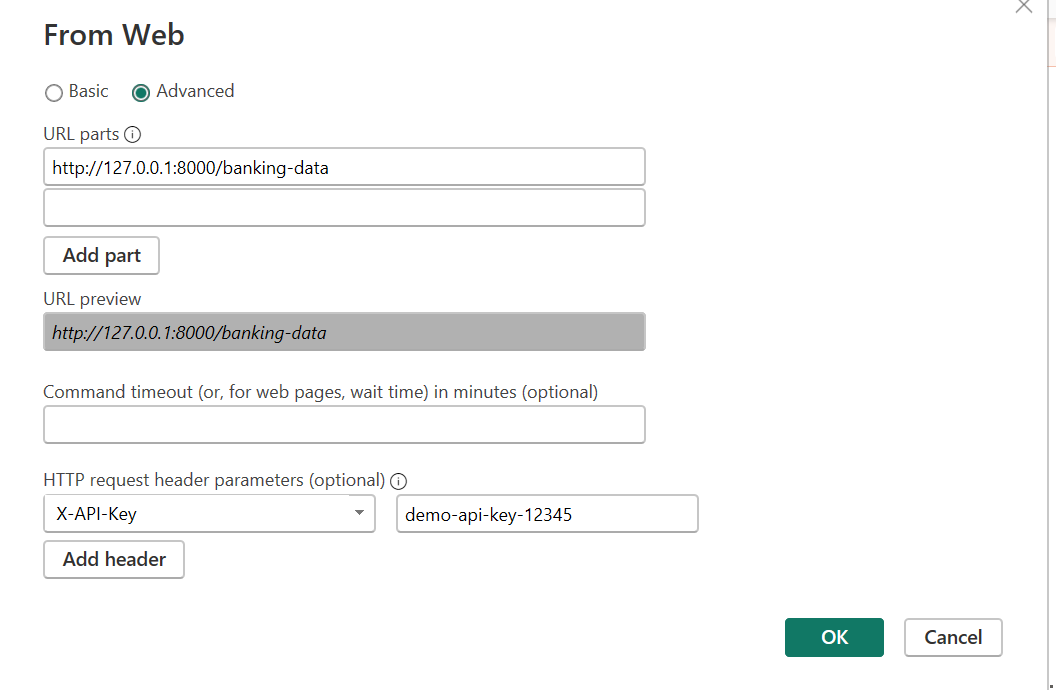 From Web
Basic Advanced
URL parts
http://127.0.0.1:8000/banking-data
Add part
URL preview
http://127.0.0.1:8000/banking-data
Command timeout (or, for web pages, wait time) in minutes (optional)
HTTP request header parameters (optional)
X-API-Key demo-api-key-12345
Add header
OK Cancel